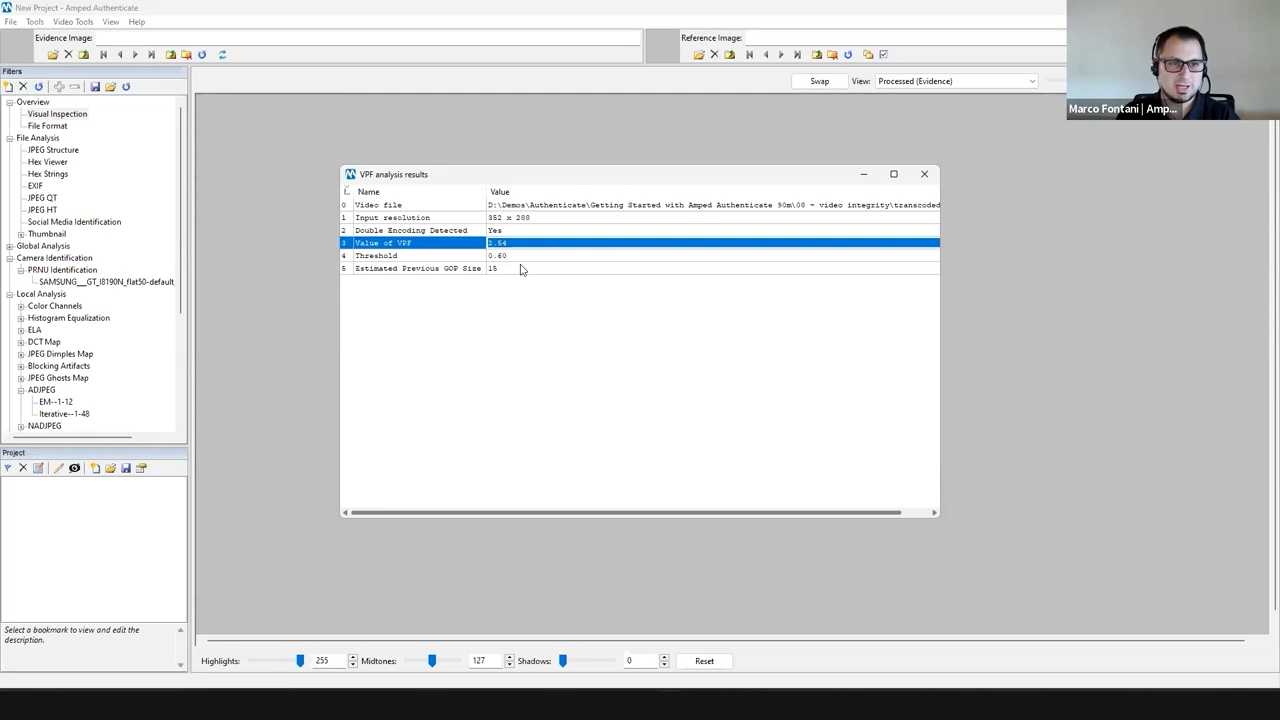 New Project - Amped Authenticate
File Tools Video Tools View Help
Evidence Image:
Reference Image:
Marco Fontani | Amp...
Filters
Swap View: Processed (Evidence)
Overview
Visual Inspection
File Format
File Analysis
JPEG Structure
Hex Viewer
Hex Strings
EXIF
JPEG QT
JPEG HT
Social Media Identification
Thumbnail
Global Analysis
Camera Identification
PRNU Identification
SAMSUNG___GT_I8190N_flat50-default_
Local Analysis
Color Channels
Histogram Equalization
ELA
DCT Map
JPEG Dimples Map
Blocking Artifacts
JPEG Ghosts Map
ADJPEG
EM--1-12
Iterative--1-48
NADJPEG
VPF analysis results
I.. Name Value
0 Video file D:\Demos\Authenticate\Getting Started with Amped Authenticate 90m\08 - video integrity\transcoded
1 Input resolution 352 x 288
2 Double Encoding Detected Yes
3 Value of VPF 2.54
4 Threshold 0.60
5 Estimated Previous GOP Size 15
Project
Select a bookmark to view and edit the
description.
Highlights: 255 Midtones: 127 Shadows: 0 Reset